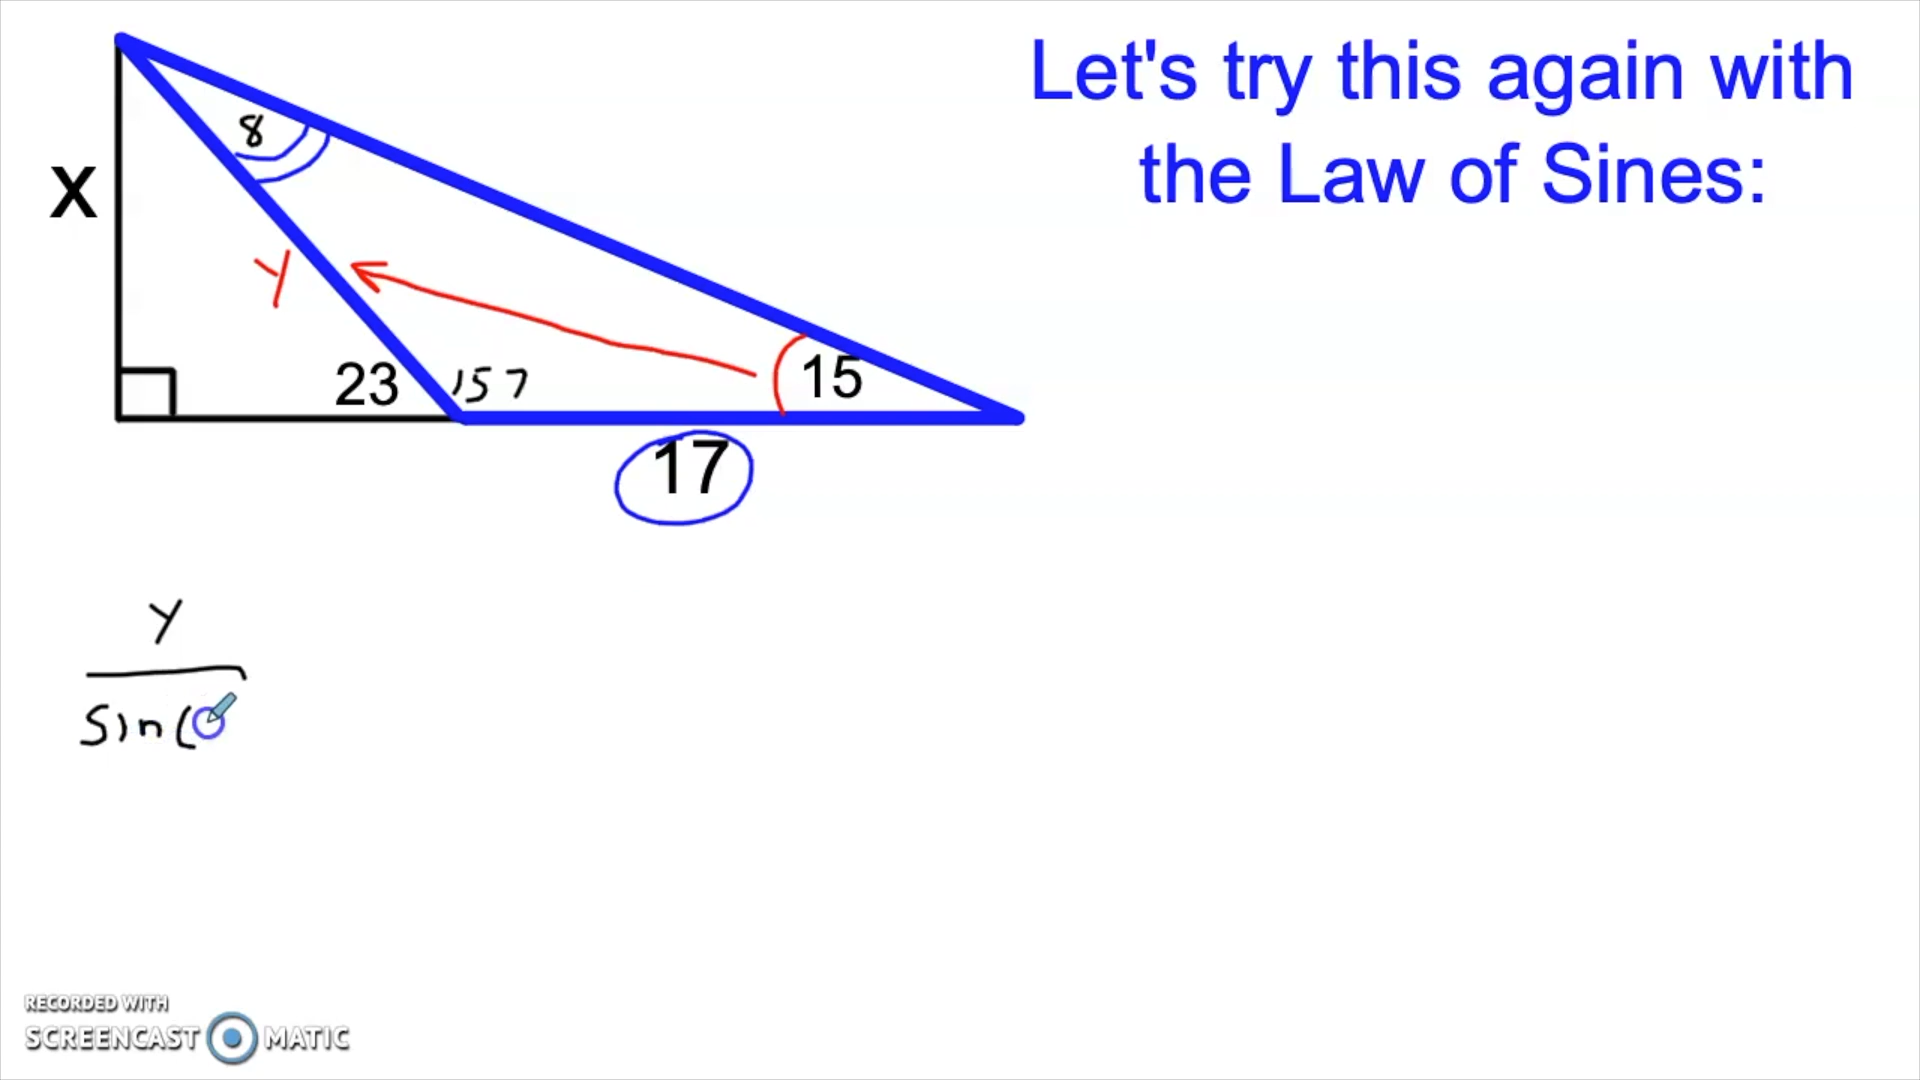 Let's try this again with
the Law of Sines:
8
X
Y
23 157 15
17
Y
Sin(
RECORDED WITH
SCREENCAST MATIC